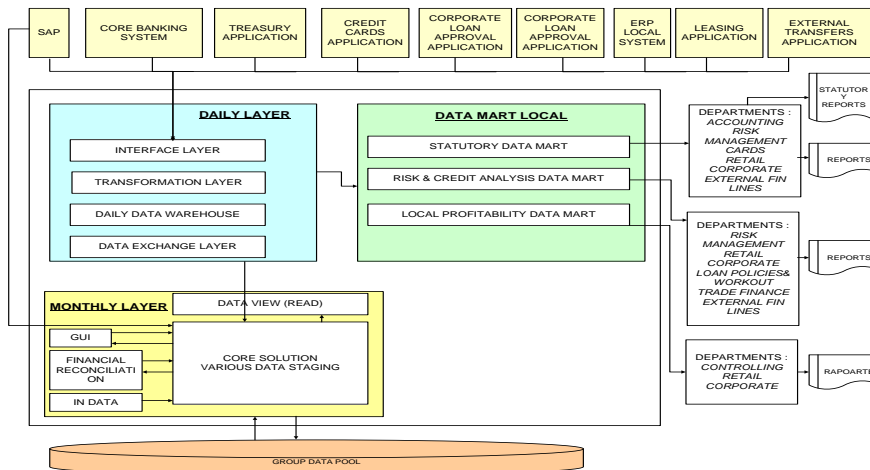 SAP
CORE BANKING
SYSTEM
TREASURY
APPLICATION
CREDIT
CARDS
APPLICATION
CORPORATE
LOAN
APPROVAL
APPLICATION
CORPORATE
LOAN
APPROVAL
APPLICATION
ERP
LOCAL
SYSTEM
LEASING
APPLICATION
EXTERNAL
TRANSFERS
APPLICATION
DAILY LAYER
INTERFACE LAYER
TRANSFORMATION LAYER
DAILY DATA WAREHOUSE
DATA EXCHANGE LAYER
DATA MART LOCAL
STATUTORY DATA MART
RISK & CREDIT ANALYSIS DATA MART
LOCAL PROFITABILITY DATA MART
DEPARTMENTS :
ACCOUNTING
RISK
MANAGEMENT
CARDS
RETAIL
CORPORATE
EXTERNAL FIN
LINES
STATUTOR
Y
REPORTS
REPORTS
DEPARTMENTS :
RISK
MANAGEMENT
RETAIL
CORPORATE
LOAN POLICIES&
WORKOUT
TRADE FINANCE
EXTERNAL FIN
LINES
REPORTS
DEPARTMENTS :
CONTROLLING
RETAIL
CORPORATE
RAPOARTE
MONTHLY LAYER
DATA VIEW (READ)
GUI
FINANCIAL
RECONCILIATI
ON
IN DATA
CORE SOLUTION
VARIOUS DATA STAGING
GROUP DATA POOL